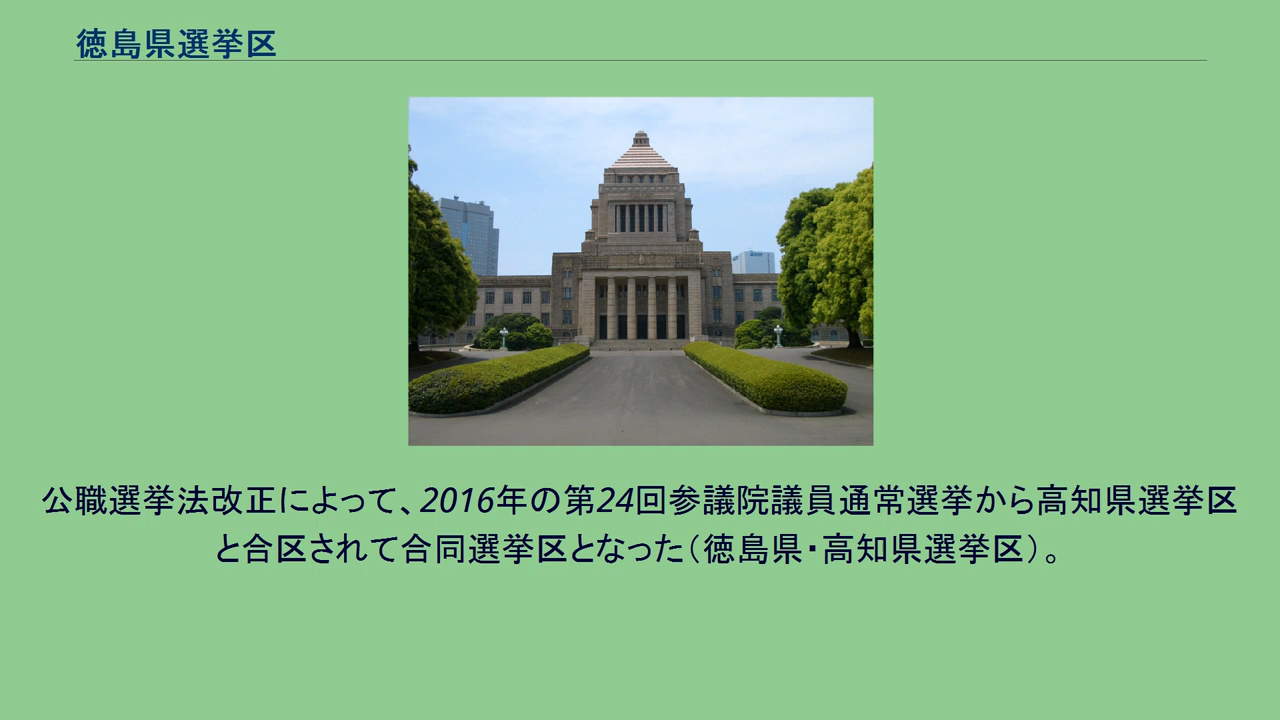 徳島県選挙区
公職選挙法改正によって、2016年の第24回参議院議員通常選挙から高知県選挙区
と合区されて合同選挙区となった（徳島県・高知県選挙区）。